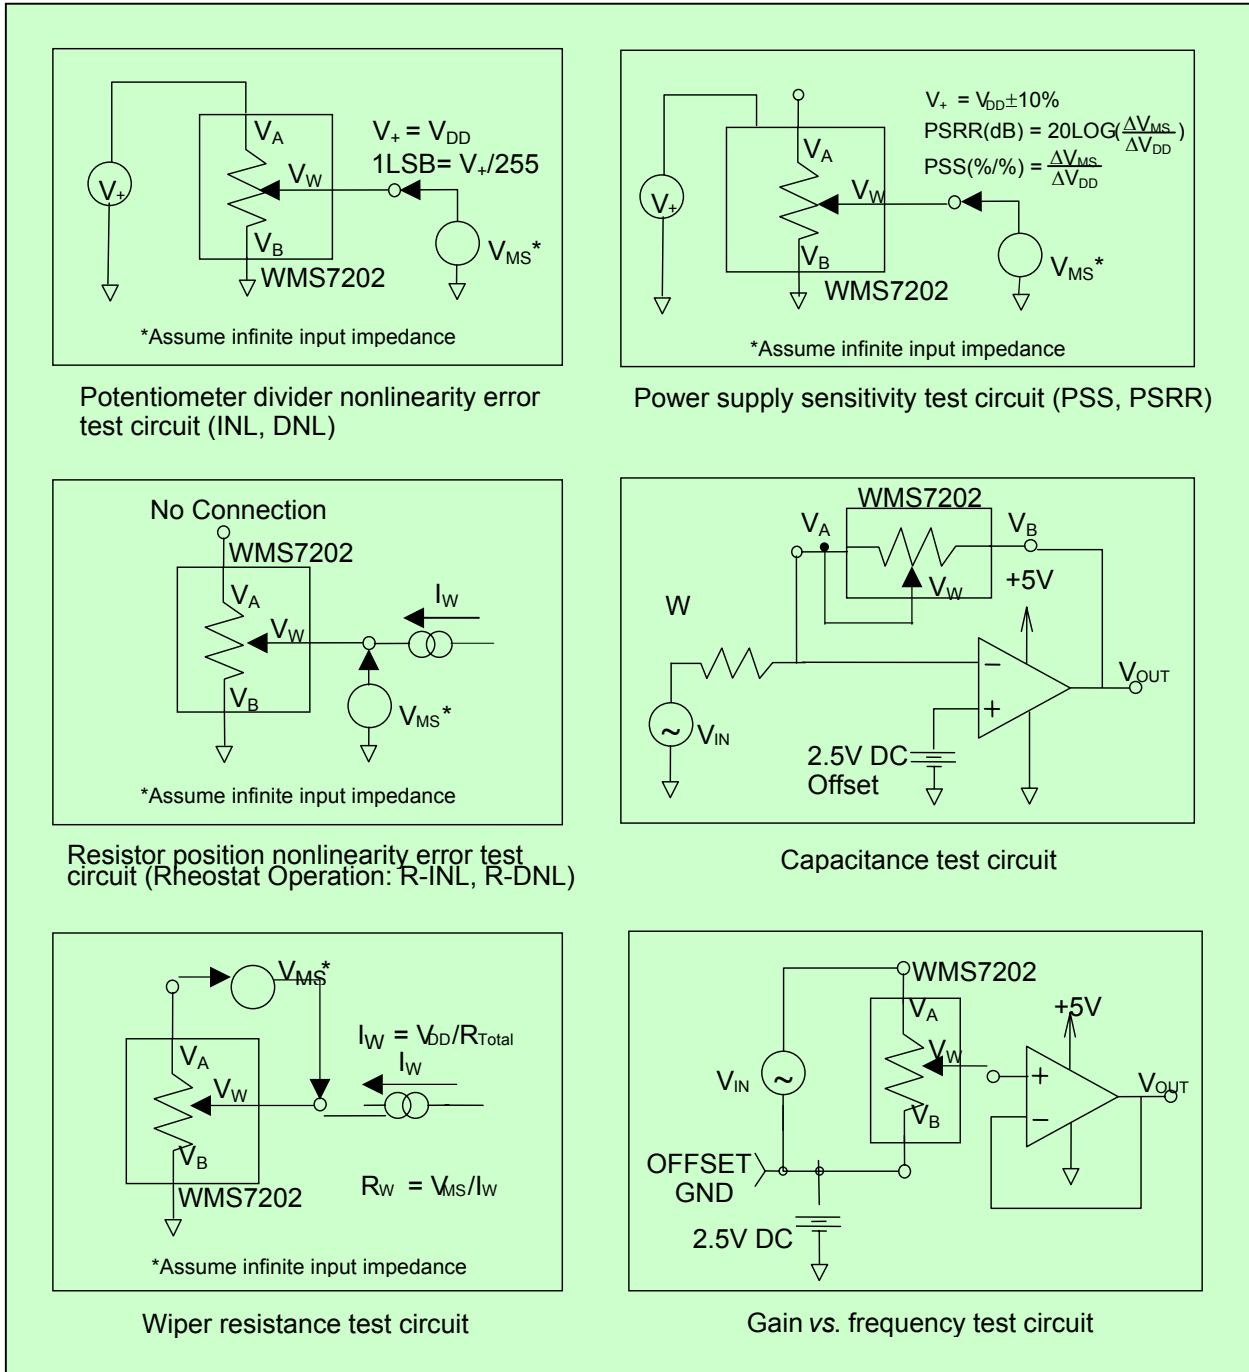 V+ = VDD
1LSB= V+/255
VA
VW
V+
VB
VMS*
WMS7202
*Assume infinite input impedance
Potentiometer divider nonlinearity error
test circuit (INL, DNL)
V+ = VDD±10%
PSRR(dB) = 20LOG(ΔVMS/ΔVDD)
PSS(%/%) = ΔVMS/ΔVDD
VA
VW
V+
VB
VMS*
WMS7202
*Assume infinite input impedance
Power supply sensitivity test circuit (PSS, PSRR)
No Connection
WMS7202
VA
IW
VW
VB
VMS*
*Assume infinite input impedance
Resistor position nonlinearity error test
circuit (Rheostat Operation: R-INL, R-DNL)
WMS7202
VA
VB
VW
+5V
W
−
VOUT
+
~
VIN
2.5V DC
Offset
Capacitance test circuit
VMS*
IW = VDD/RTotal
VA
IW
VW
VB
RW = VMS/IW
WMS7202
*Assume infinite input impedance
Wiper resistance test circuit
WMS7202
VA
+5V
VW
VIN
~
+
VOUT
−
VB
OFFSET
GND
2.5V DC
Gain vs. frequency test circuit